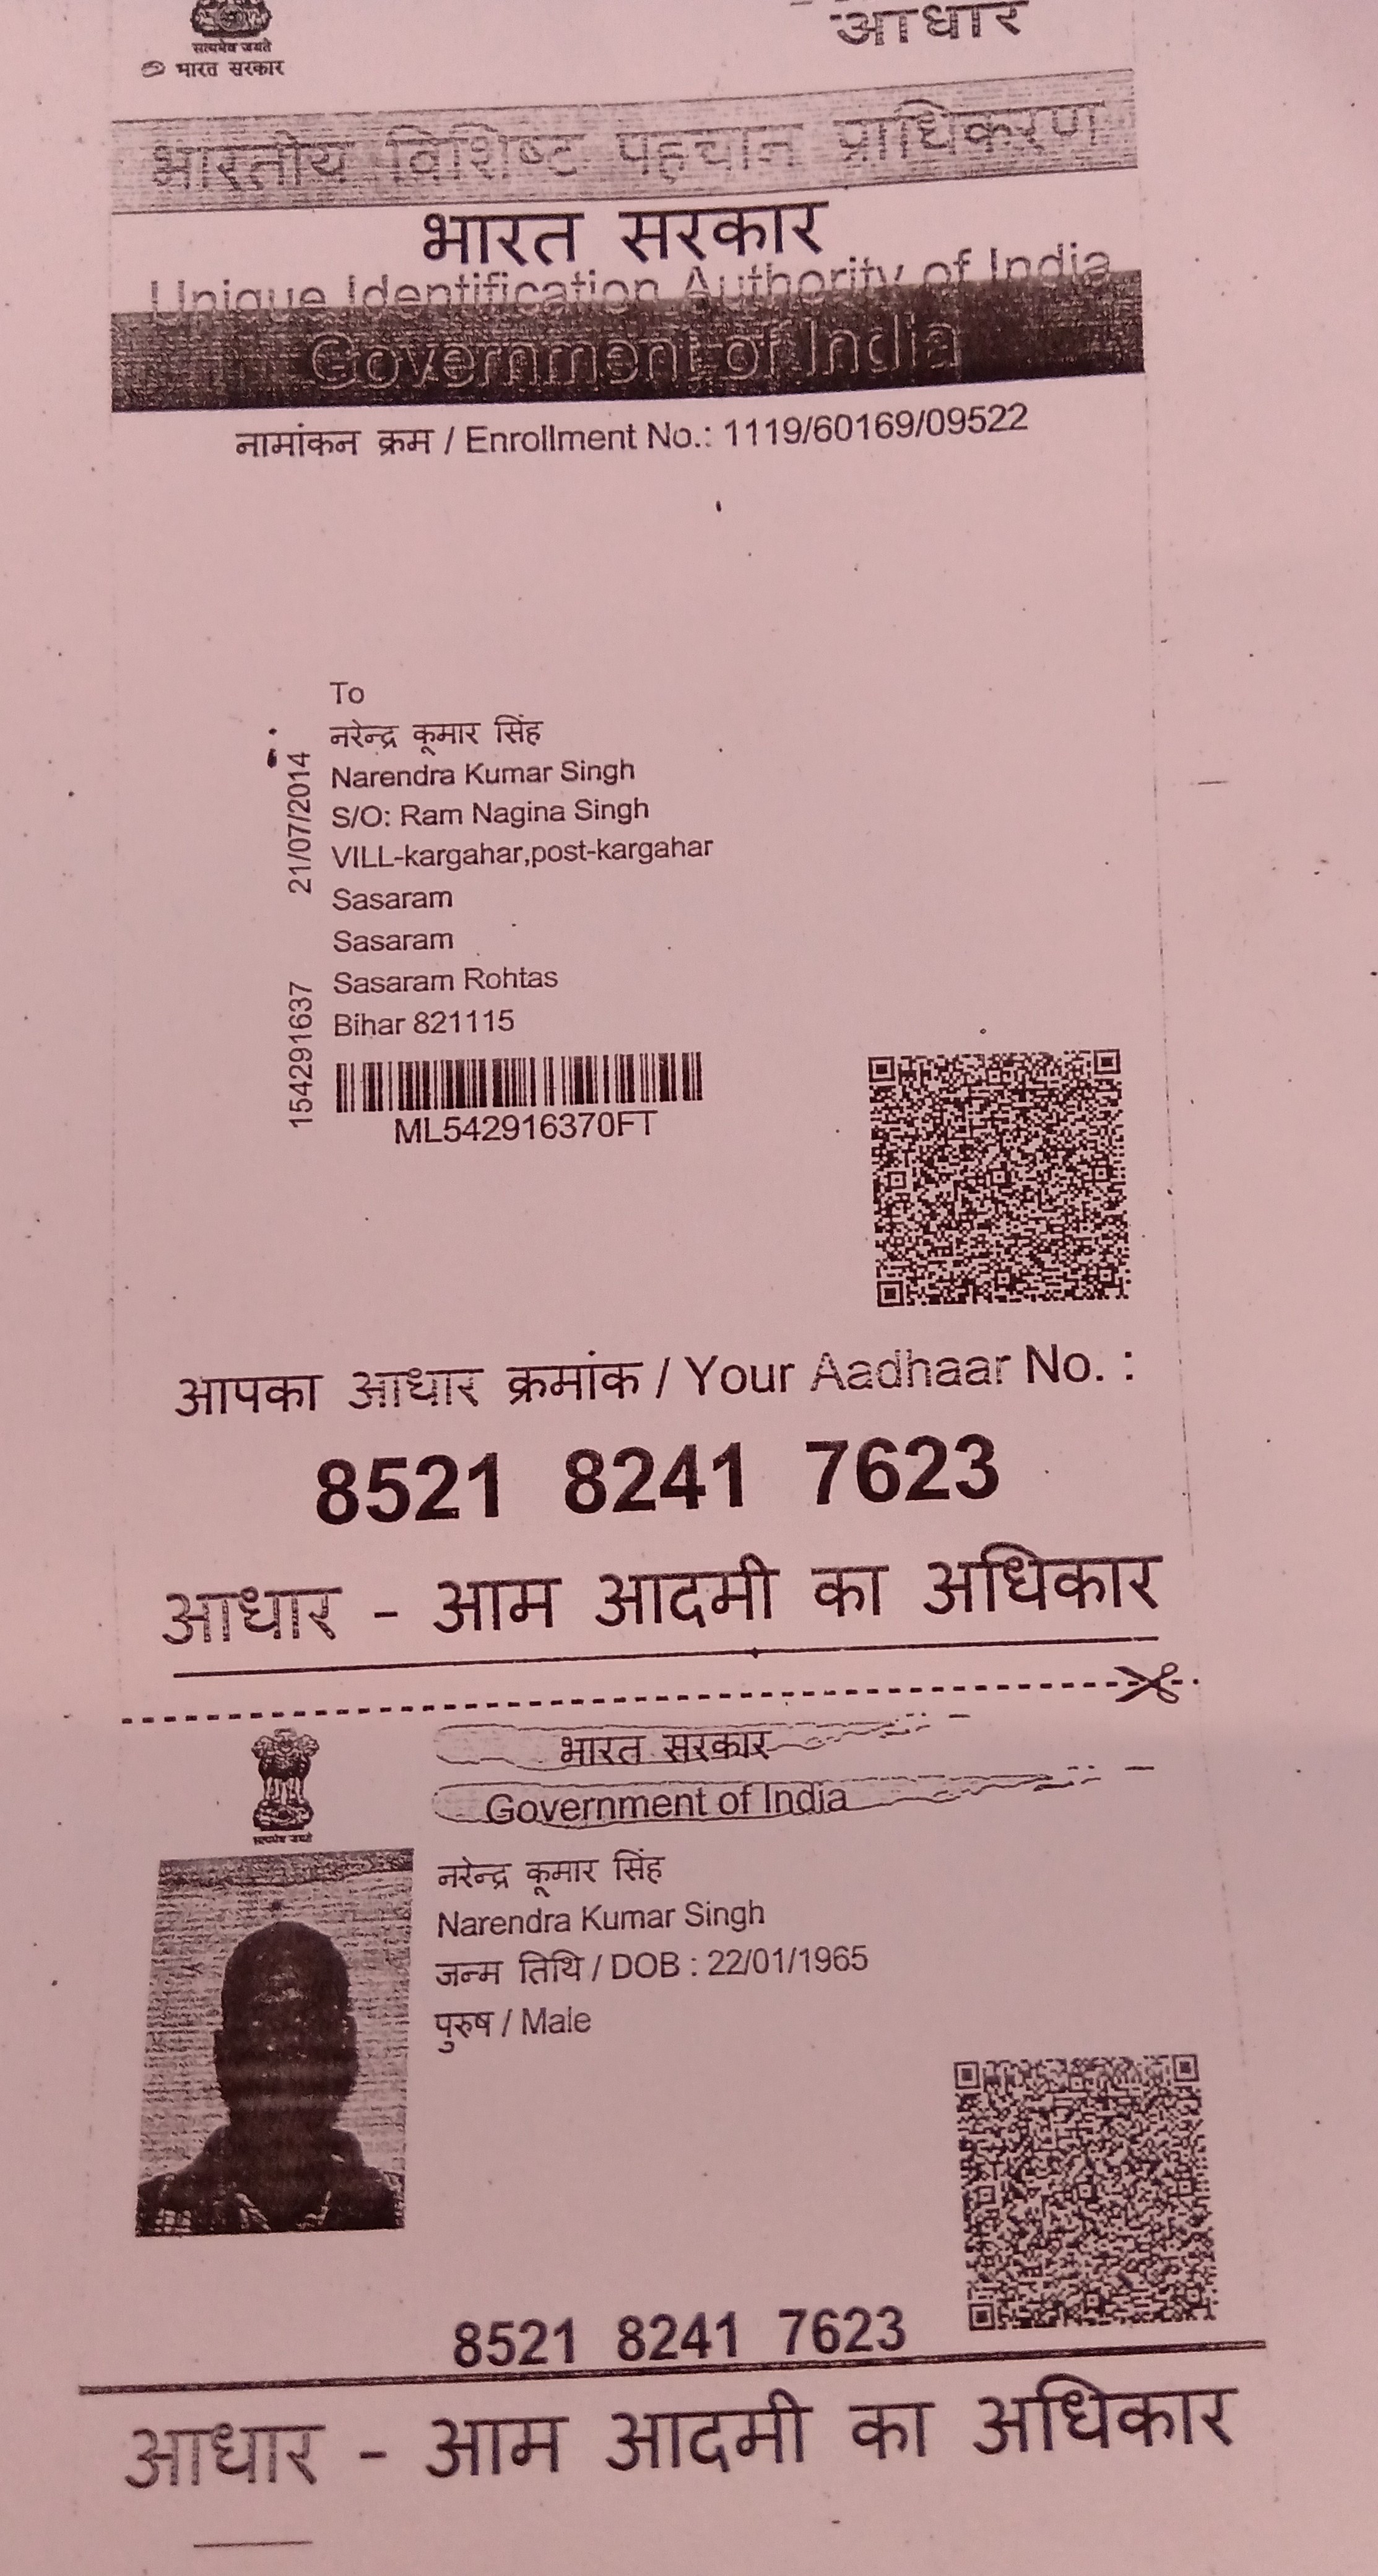 आधार
सत्यमेव जयते
भारत सरकार
भारतीय विशिष्ट पहचान प्राधिकरण
भारत सरकार
Unique Identification Authority of India
Government of India
नामांकन क्रम / Enrollment No.: 1119/60169/09522
To
नरेन्द्र कूमार सिंह
Narendra Kumar Singh
S/O: Ram Nagina Singh
VILL-kargahar,post-kargahar
Sasaram
Sasaram
Sasaram Rohtas
Bihar 821115
21/07/2014
154291637
ML542916370FT
आपका आधार क्रमांक / Your Aadhaar No. :
8521 8241 7623
आधार - आम आदमी का अधिकार
सत्यमेव जयते
भारत सरकार
Government of India
नरेन्द्र कूमार सिंह
Narendra Kumar Singh
जन्म तिथि / DOB : 22/01/1965
पुरुष / Male
8521 8241 7623
आधार - आम आदमी का अधिकार